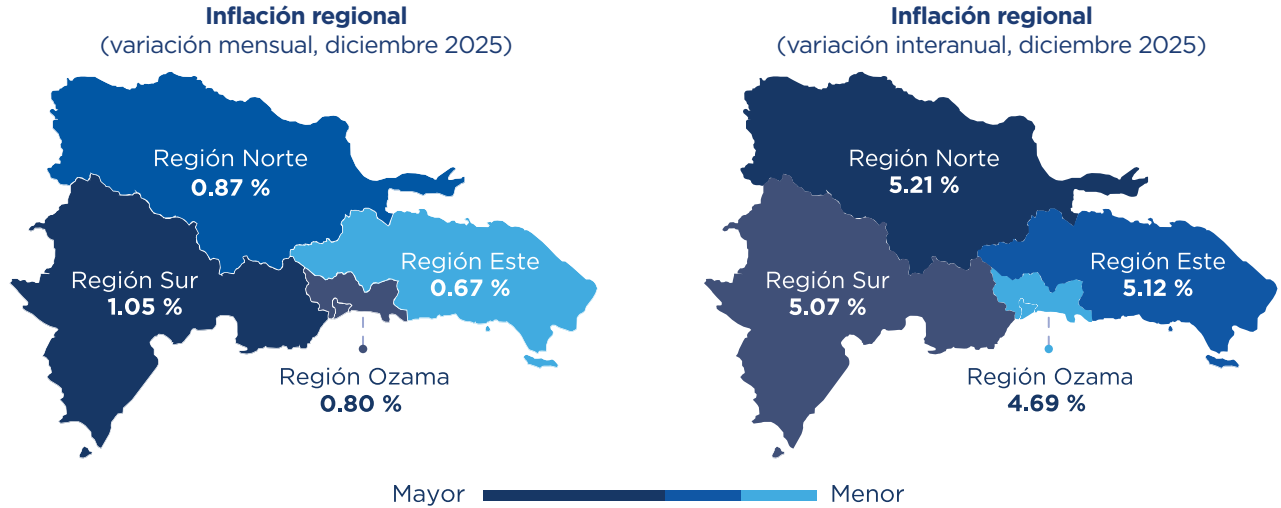 Inflación regional
(variación mensual, diciembre 2025)
Región Norte
0.87 %
Región Sur
1.05 %
Región Este
0.67 %
Región Ozama
0.80 %
Inflación regional
(variación interanual, diciembre 2025)
Región Norte
5.21 %
Región Sur
5.07 %
Región Este
5.12 %
Región Ozama
4.69 %
Mayor
Menor